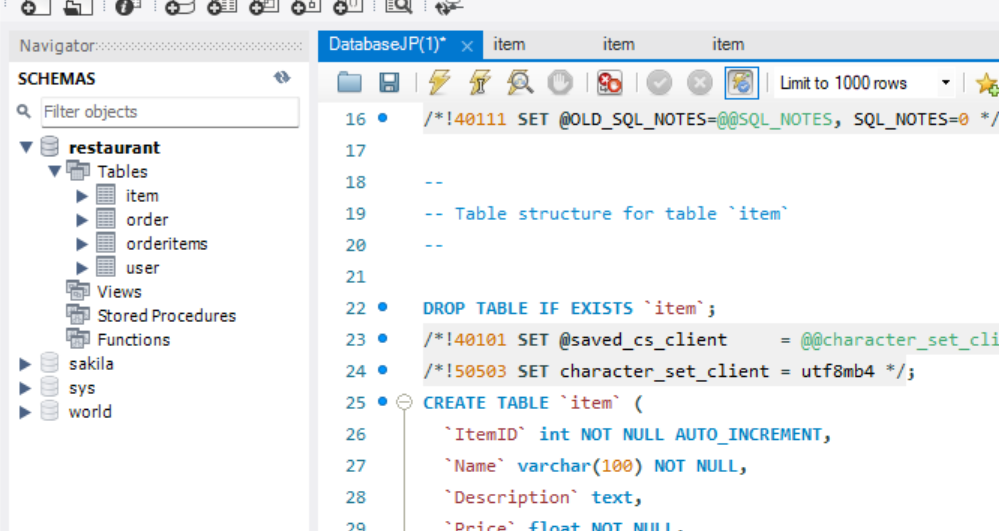 Navigator
SCHEMAS
Filter objects
restaurant
Tables
item
order
orderitems
user
Views
Stored Procedures
Functions
sakila
sys
world
DatabaseJP(1)* × item item item
Limit to 1000 rows
16 /*!40111 SET @OLD_SQL_NOTES=@@SQL_NOTES, SQL_NOTES=0 */
17
18 --
19 -- Table structure for table `item`
20 --
21
22 DROP TABLE IF EXISTS `item`;
23 /*!40101 SET @saved_cs_client     = @@character_set_cli
24 /*!50503 SET character_set_client = utf8mb4 */;
25 CREATE TABLE `item` (
26 `ItemID` int NOT NULL AUTO_INCREMENT,
27 `Name` varchar(100) NOT NULL,
28 `Description` text,
29 `Price` float NOT NULL,